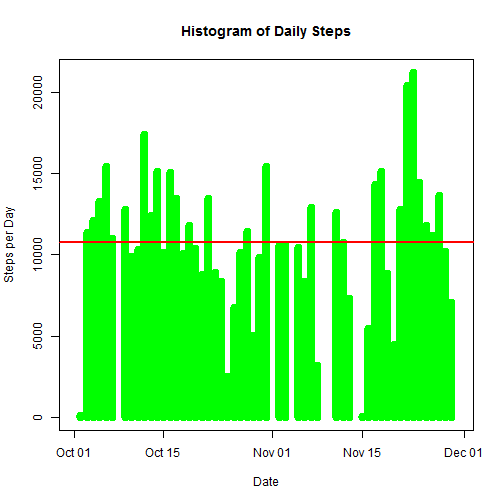 Histogram of Daily Steps
Steps per Day
20000
15000
10000
5000
0
Oct 01 Oct 15 Nov 01 Nov 15 Dec 01
Date